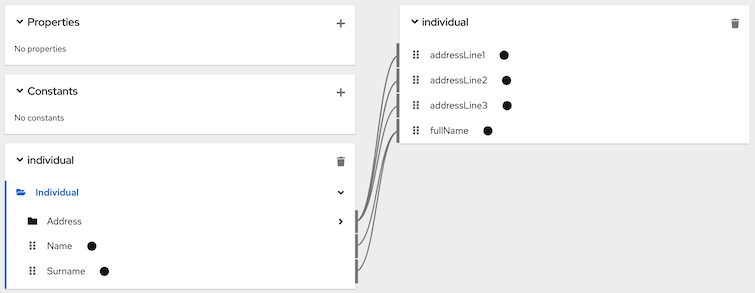 Properties
No properties
Constants
No constants
individual
Individual
Address
Name
Surname
individual
addressLine1
addressLine2
addressLine3
fullName